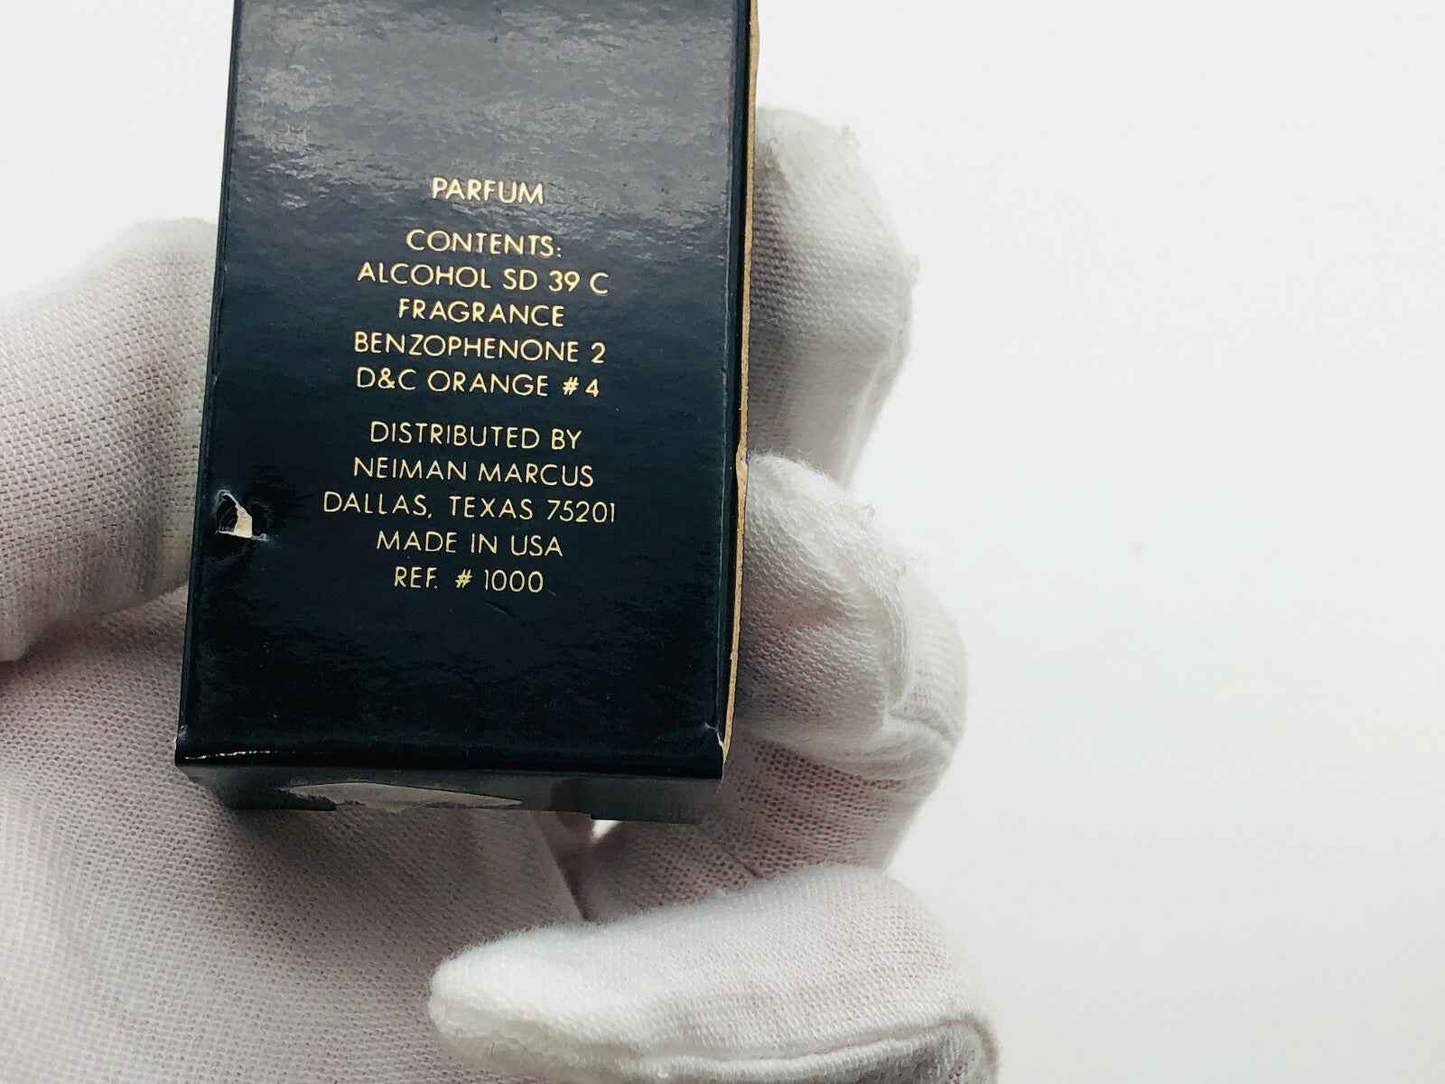 PARFUM
CONTENTS:
ALCOHOL SD 39 C
FRAGRANCE
BENZOPHENONE 2
D&C ORANGE #4
DISTRIBUTED BY
NEIMAN MARCUS
DALLAS, TEXAS 75201
MADE IN USA
REF. # 1000